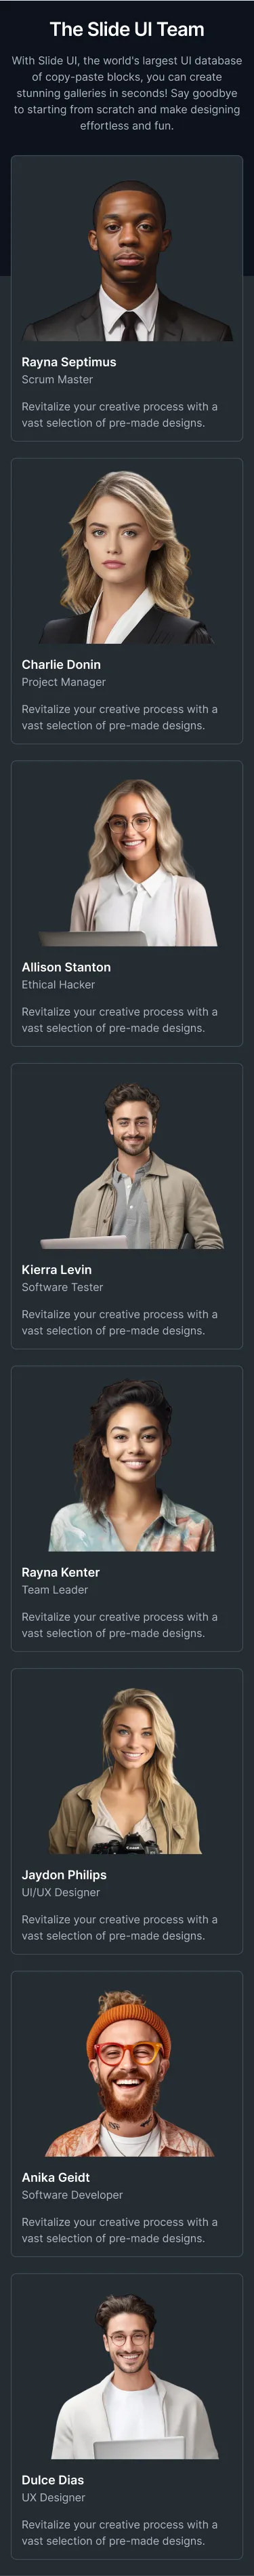 The Slide UI Team
With Slide UI, the world's largest UI database
of copy-paste blocks, you can create
stunning galleries in seconds! Say goodbye
to starting from scratch and make designing
effortless and fun.
Rayna Septimus
Scrum Master
Revitalize your creative process with a
vast selection of pre-made designs.
Charlie Donin
Project Manager
Revitalize your creative process with a
vast selection of pre-made designs.
Allison Stanton
Ethical Hacker
Revitalize your creative process with a
vast selection of pre-made designs.
Kierra Levin
Software Tester
Revitalize your creative process with a
vast selection of pre-made designs.
Rayna Kenter
Team Leader
Revitalize your creative process with a
vast selection of pre-made designs.
Jaydon Philips
UI/UX Designer
Revitalize your creative process with a
vast selection of pre-made designs.
Anika Geidt
Software Developer
Revitalize your creative process with a
vast selection of pre-made designs.
Dulce Dias
UX Designer
Revitalize your creative process with a
vast selection of pre-made designs.